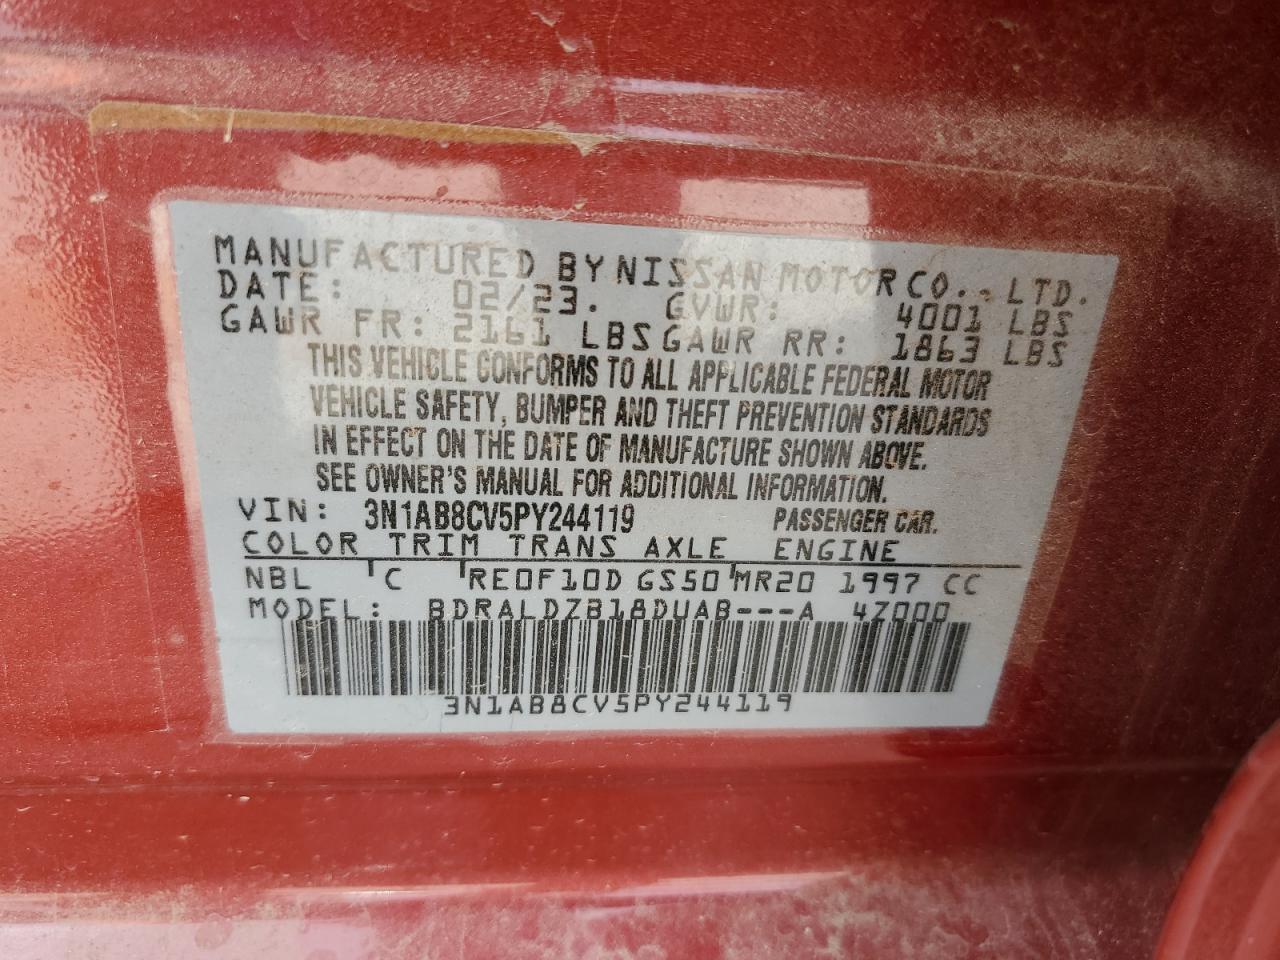 MANUFACTURED BY NISSAN MOTOR CO., LTD.
DATE: 02/23. GVWR: 4001 LBS
GAWR FR: 2161 LBS GAWR RR: 1863 LBS
THIS VEHICLE CONFORMS TO ALL APPLICABLE FEDERAL MOTOR
VEHICLE SAFETY, BUMPER AND THEFT PREVENTION STANDARDS
IN EFFECT ON THE DATE OF MANUFACTURE SHOWN ABOVE.
SEE OWNER'S MANUAL FOR ADDITIONAL INFORMATION.
VIN: 3N1AB8CV5PY244119 PASSENGER CAR.
COLOR TRIM TRANS AXLE ENGINE
NBL C RE0F10D GS50 MR20 1997 CC
MODEL: BDRALDZB18DUAB---A 4Z000
3N1AB8CV5PY244119